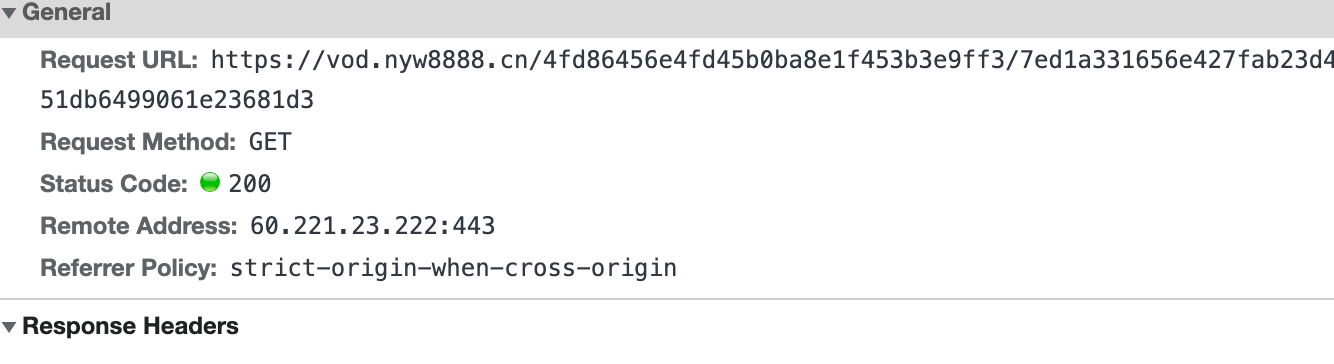 General
Request URL: https://vod.nyw8888.cn/4fd86456e4fd45b0ba8e1f453b3e9ff3/7ed1a331656e427fab23d4
51db6499061e23681d3
Request Method: GET
Status Code: 200
Remote Address: 60.221.23.222:443
Referrer Policy: strict-origin-when-cross-origin
Response Headers